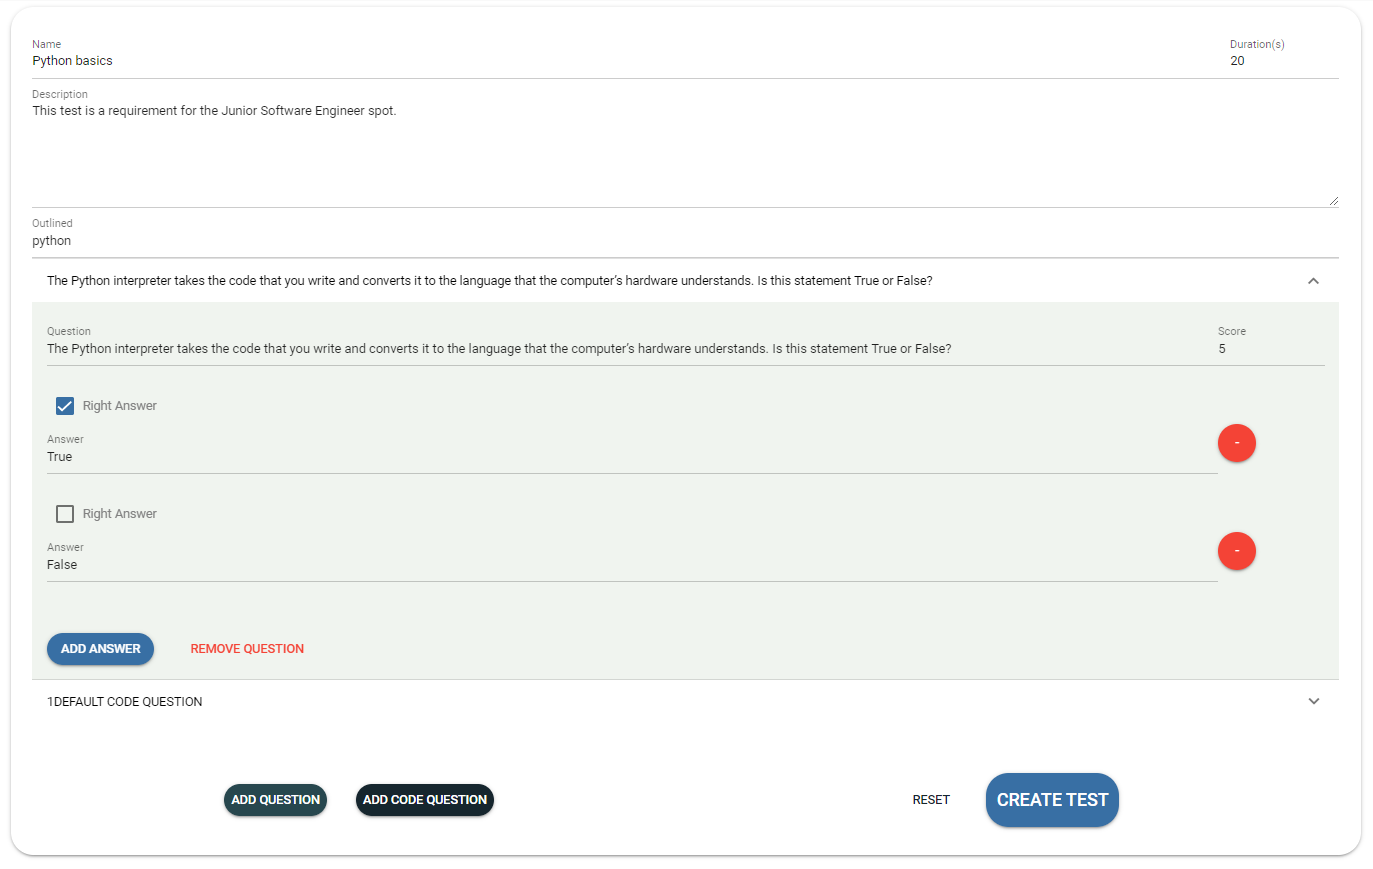 Name
Duration(s)
Python basics
20
Description
This test is a requirement for the Junior Software Engineer spot.
Outlined
python
The Python interpreter takes the code that you write and converts it to the language that the computer’s hardware understands. Is this statement True or False?
Question
Score
The Python interpreter takes the code that you write and converts it to the language that the computer’s hardware understands. Is this statement True or False?
5
Right Answer
Answer
True
-
Right Answer
Answer
False
-
ADD ANSWER
REMOVE QUESTION
1DEFAULT CODE QUESTION
ADD QUESTION
ADD CODE QUESTION
RESET
CREATE TEST